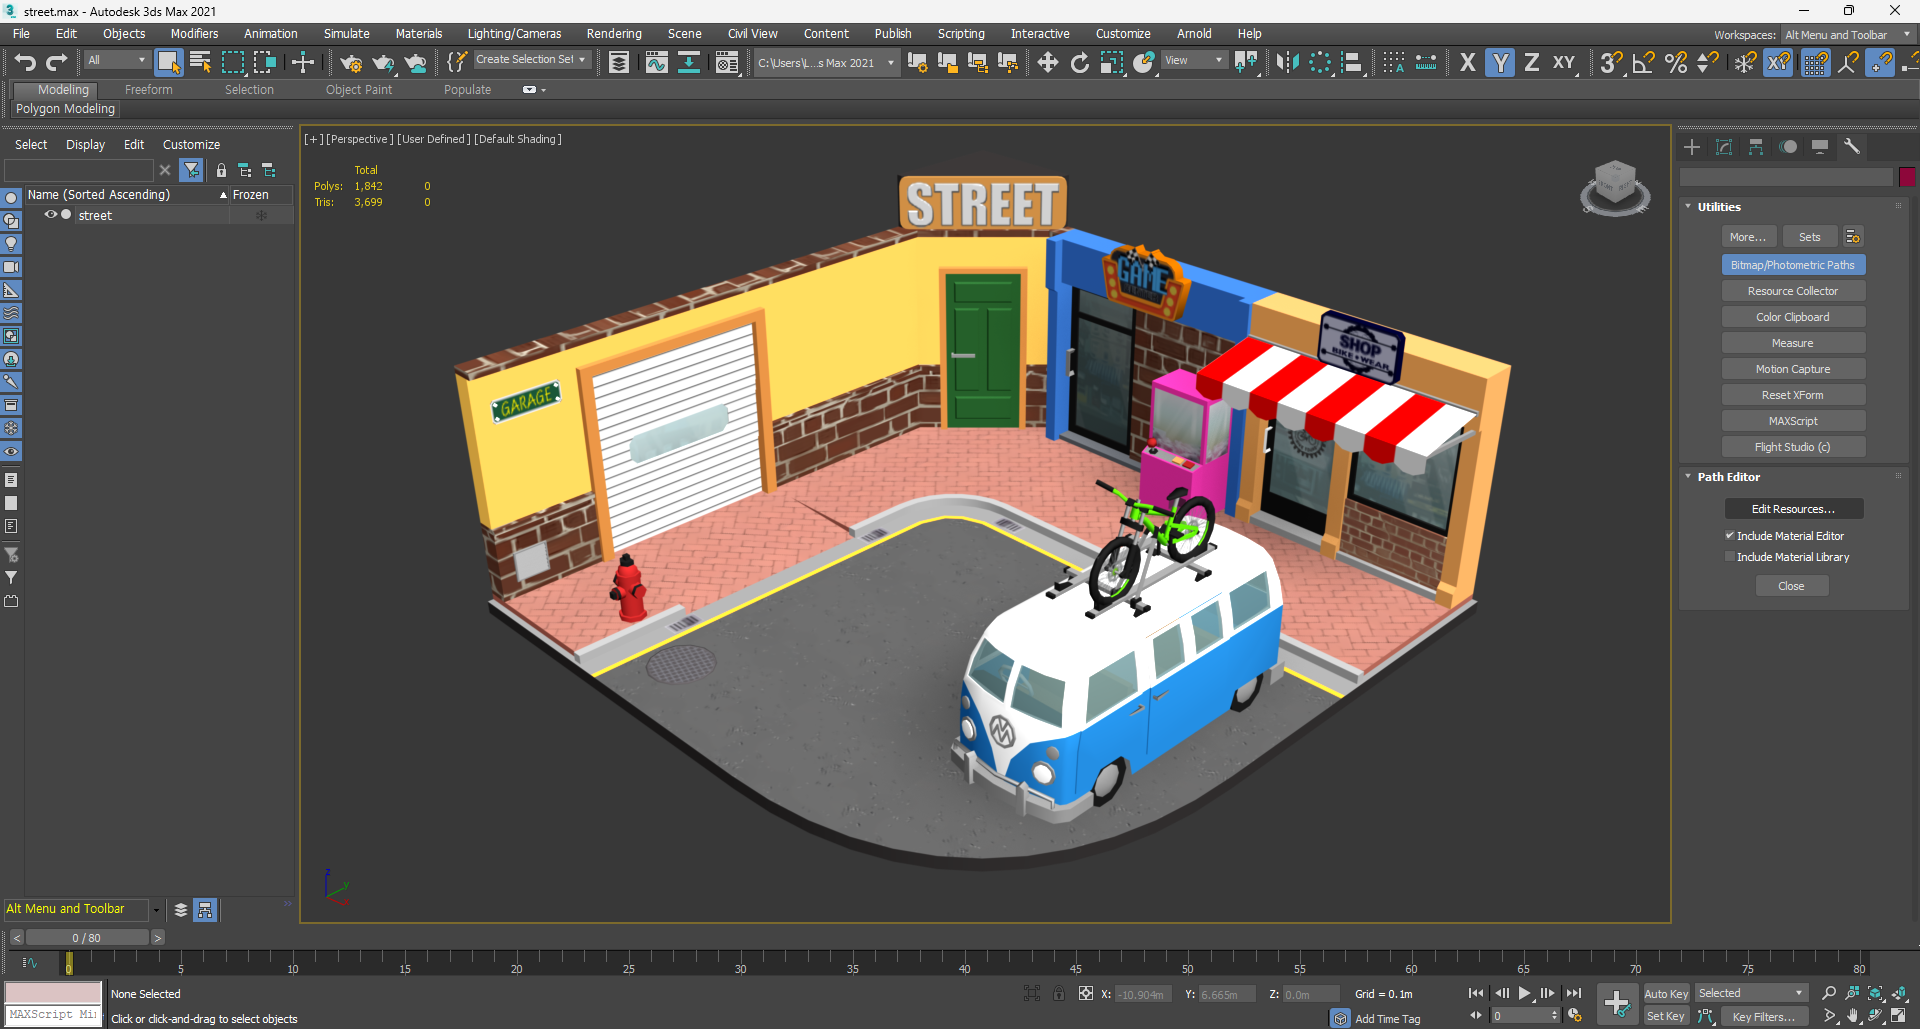 street.max - Autodesk 3ds Max 2021
File Edit Objects Modifiers Animation Simulate Materials Lighting/Cameras Rendering Scene Civil View Content Publish Scripting Interactive Customize Arnold Help
Workspaces: Alt Menu and Toolbar
All
Create Selection Set
C:\Users\L...s Max 2021
View
X Y Z XY
Modeling Freeform Selection Object Paint Populate
Polygon Modeling
Select Display Edit Customize
Name (Sorted Ascending) Frozen
street
[+] [Perspective] [User Defined] [Default Shading]
Total
Polys: 1,842 0
Tris: 3,699 0
STREET
GAME
SHOP
BIKE WEAR
GARAGE
Utilities
More... Sets
Bitmap/Photometric Paths
Resource Collector
Color Clipboard
Measure
Motion Capture
Reset XForm
MAXScript
Flight Studio (c)
Path Editor
Edit Resources...
Include Material Editor
Include Material Library
Close
z
y
Alt Menu and Toolbar
< 0 / 80 >
0 5 10 15 20 25 30 35 40 45 50 55 60 65 70 75 80
None Selected
X: -10.904m Y: 6.665m Z: 0.0m Grid = 0.1m
Auto Key Selected
MAXScript Mi
Click or click-and-drag to select objects
Add Time Tag
0
Set Key Key Filters...